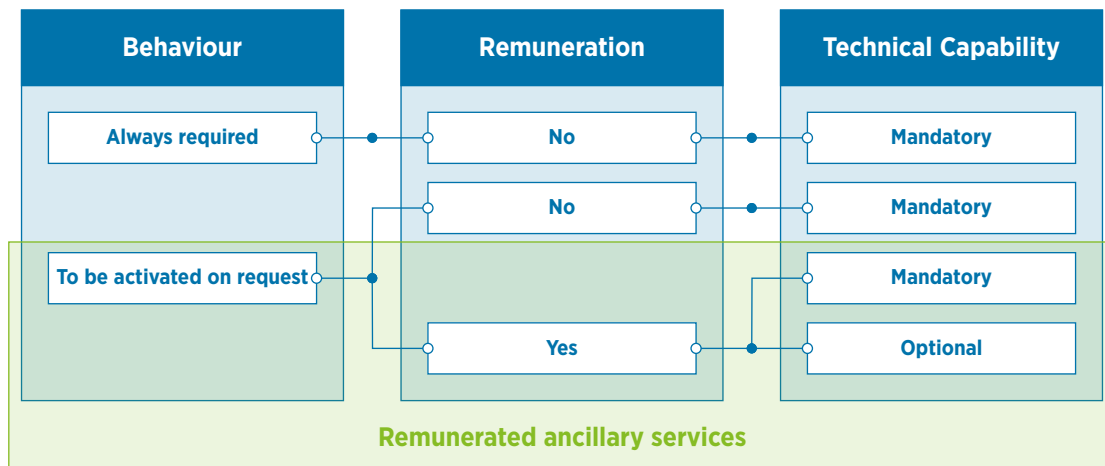 Behaviour
Remuneration
Technical Capability
Always required
No
Mandatory
No
Mandatory
To be activated on request
Mandatory
Yes
Optional
Remunerated ancillary services